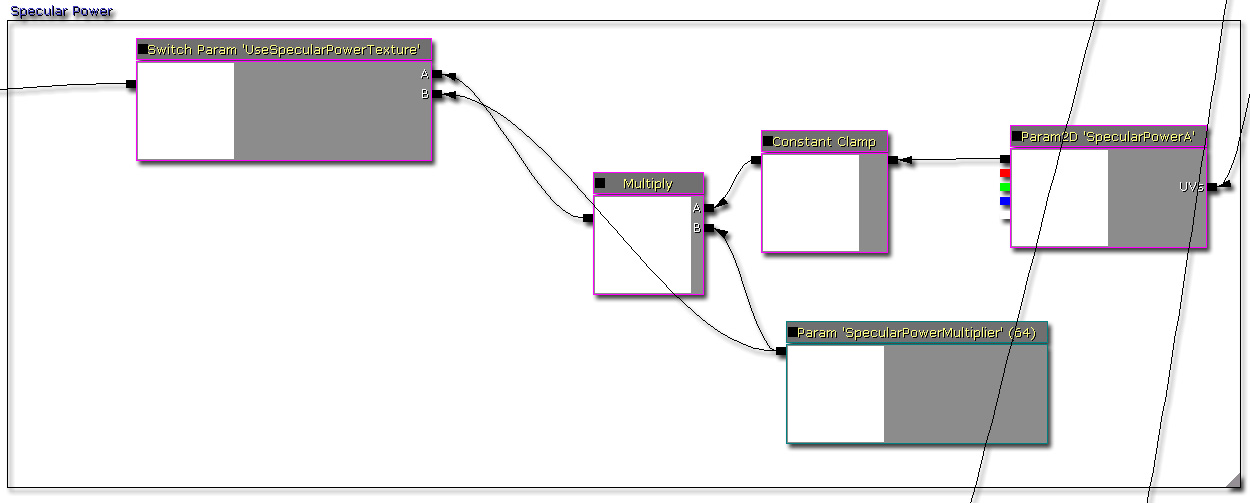 Specular Power
Switch Param 'UseSpecularPowerTexture'
A
B
Constant Clamp
Param2D 'SpecularPowerA'
UVs
Multiply
A
B
Param 'SpecularPowerMultiplier' (64)